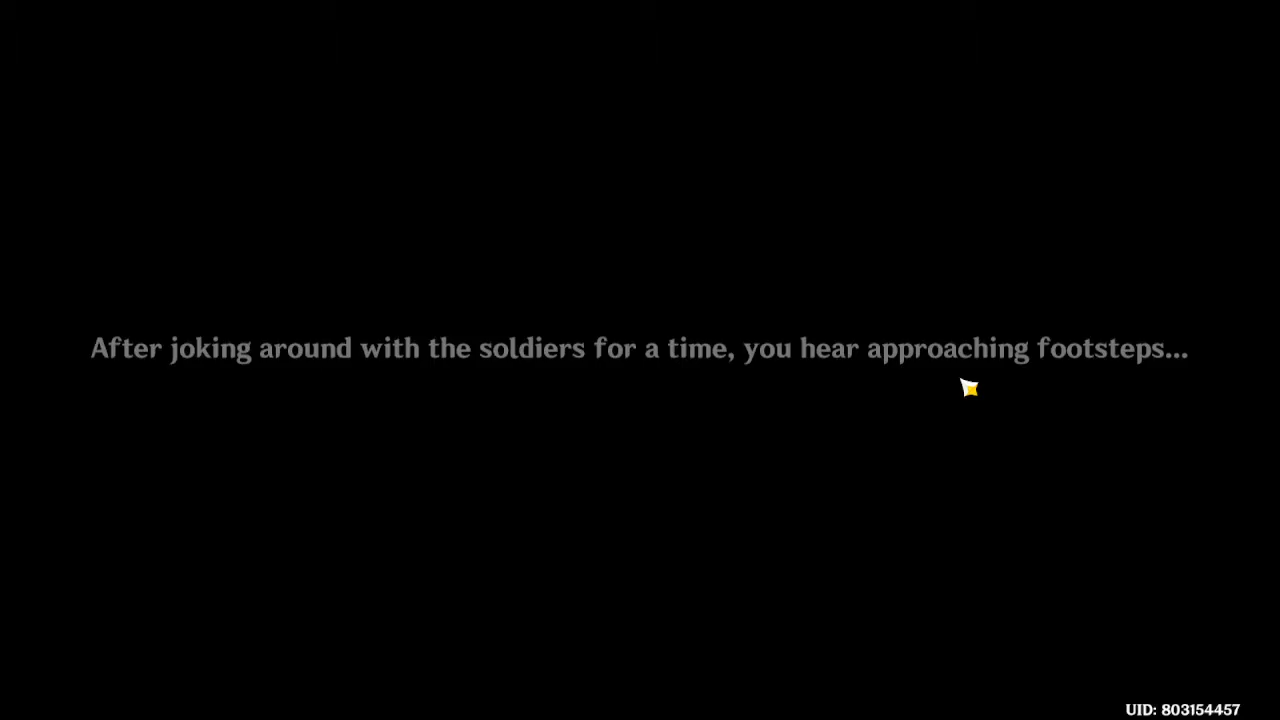 After joking around with the soldiers for a time, you hear approaching footsteps...
UID: 803154457